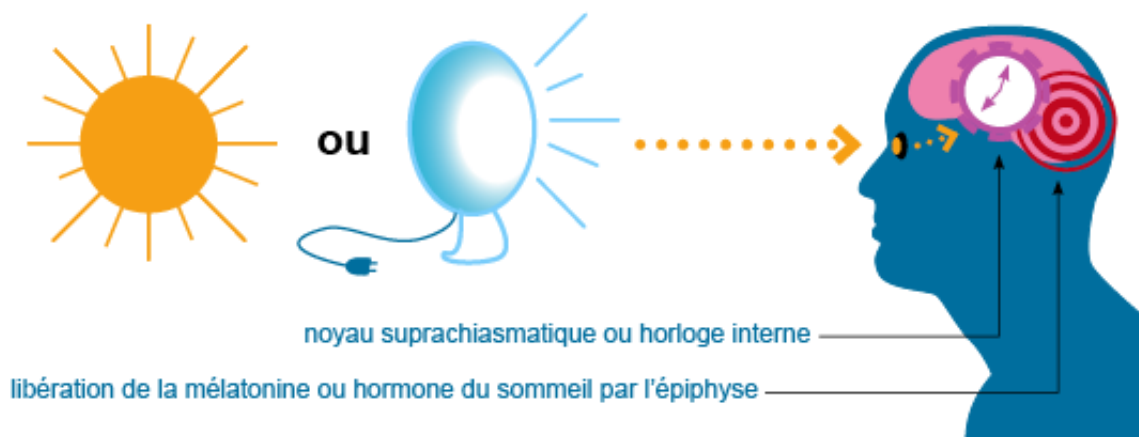 ou
noyau suprachiasmatique ou horloge interne
libération de la mélatonine ou hormone du sommeil par l'épiphyse